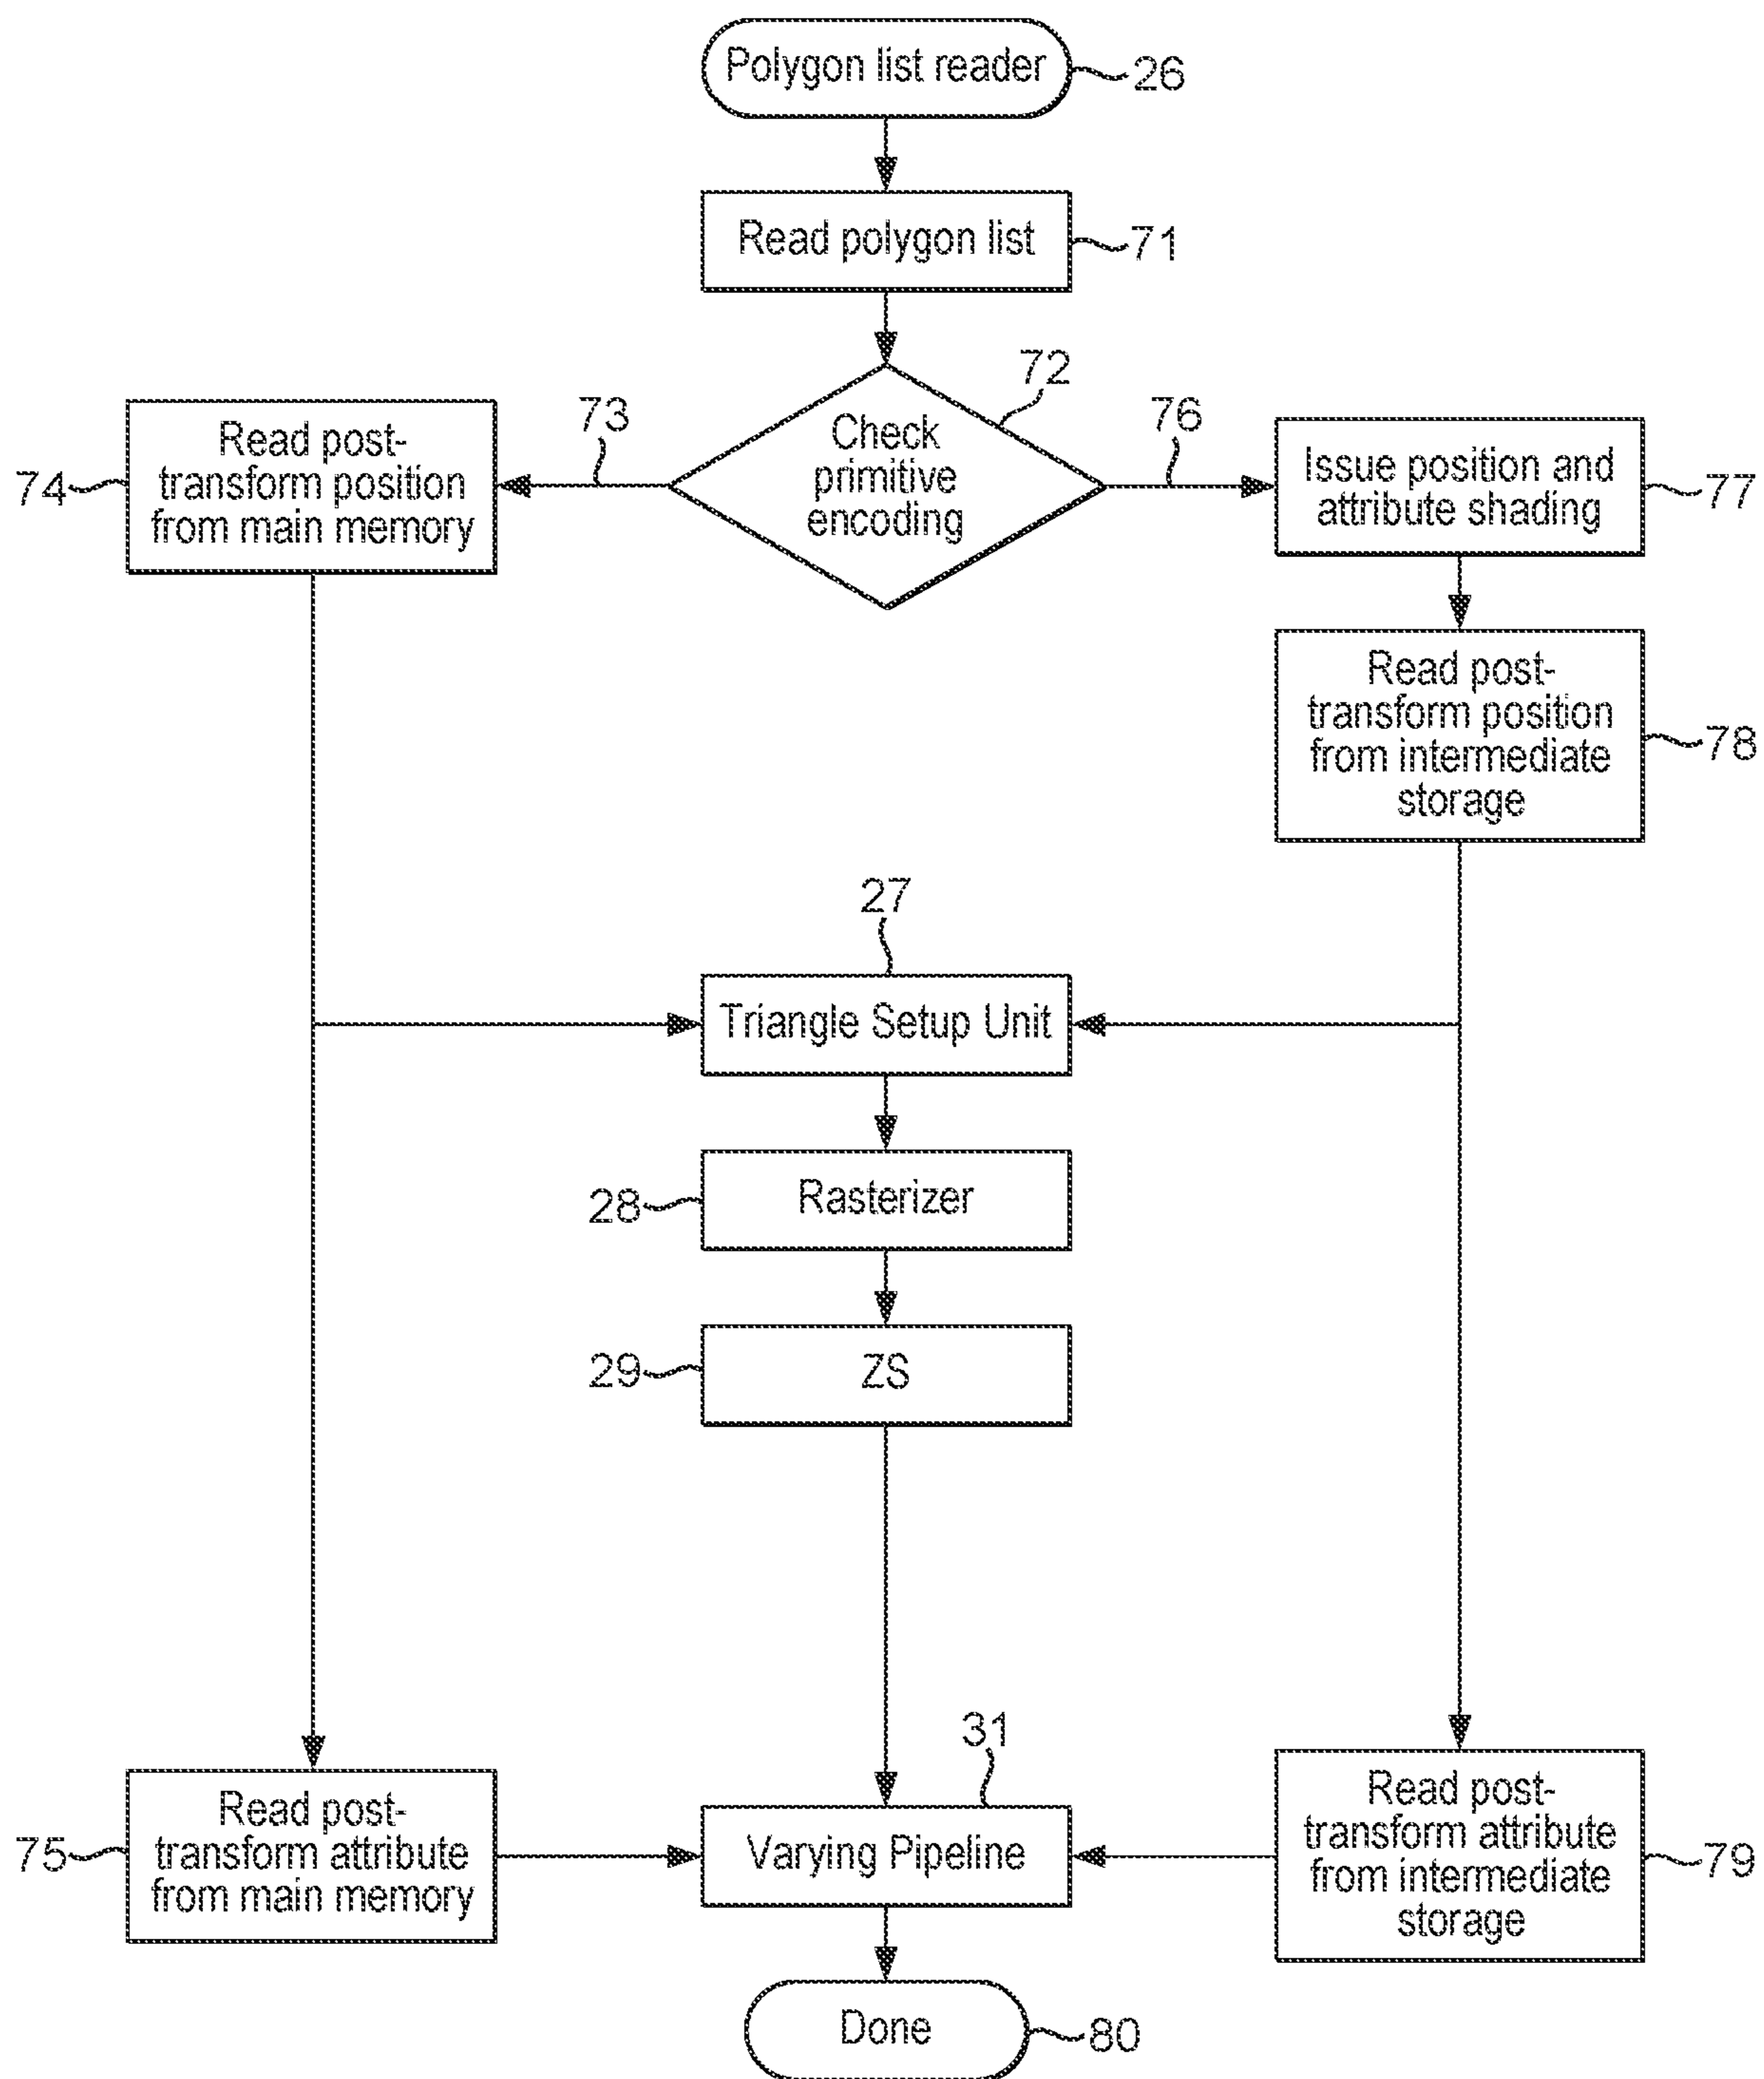 Polygon list reader
26
Read polygon list
71
72
Check
primitive
encoding
73
76
Read post-
transform position
from main memory
74
Issue position and
attribute shading
77
Read post-
transform position
from intermediate
storage
78
27
Triangle Setup Unit
Rasterizer
28
ZS
29
31
Read post-
transform attribute
from main memory
75
Varying Pipeline
Read post-
transform attribute
from intermediate
storage
79
Done
80